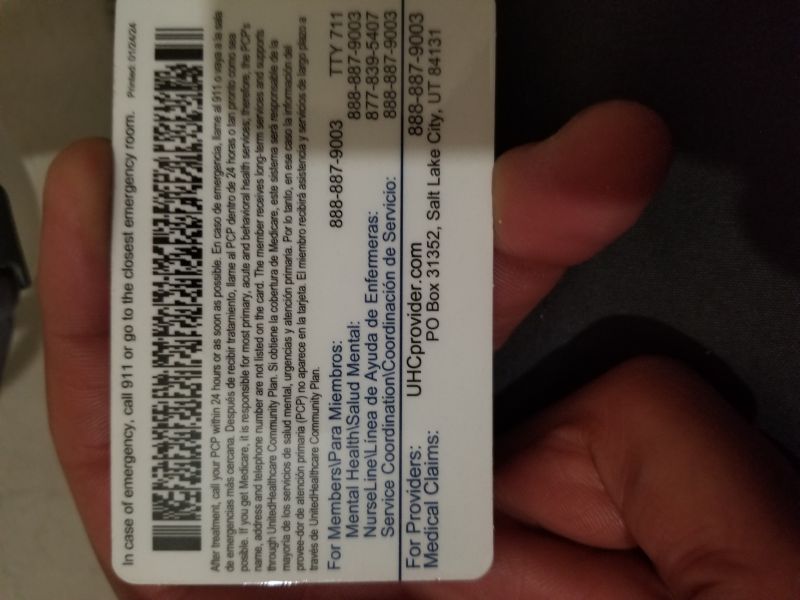 In case of emergency, call 911 or go to the closest emergency room. Printed: 01/24/24
After treatment, call your PCP within 24 hours or as soon as possible. En caso de emergencia, llame al 911 o vaya a la sala
de emergencias más cercana. Después de recibir tratamiento, llame al PCP dentro de 24 horas o tan pronto como sea
posible. If you get Medicare, it is responsible for most primary, acute and behavioral health services; therefore, the PCP's
name, address and telephone number are not listed on the card. The member receives long-term services and supports
through UnitedHealthcare Community Plan. Si obtiene la cobertura de Medicare, este sistema será responsable de la
mayoría de los servicios de salud mental, urgencias y atención primaria. Por lo tanto, en ese caso la información del
provee-dor de atención primaria (PCP) no aparece en la tarjeta. El miembro recibirá asistencia y servicios de largo plazo a
través de UnitedHealthcare Community Plan.
For Members\Para Miembros: 888-887-9003 TTY 711
Mental Health\Salud Mental: 888-887-9003
NurseLine\Línea de Ayuda de Enfermeras: 877-839-5407
Service Coordination\Coordinación de Servicio: 888-887-9003
For Providers: UHCprovider.com 888-887-9003
Medical Claims: PO Box 31352, Salt Lake City, UT 84131